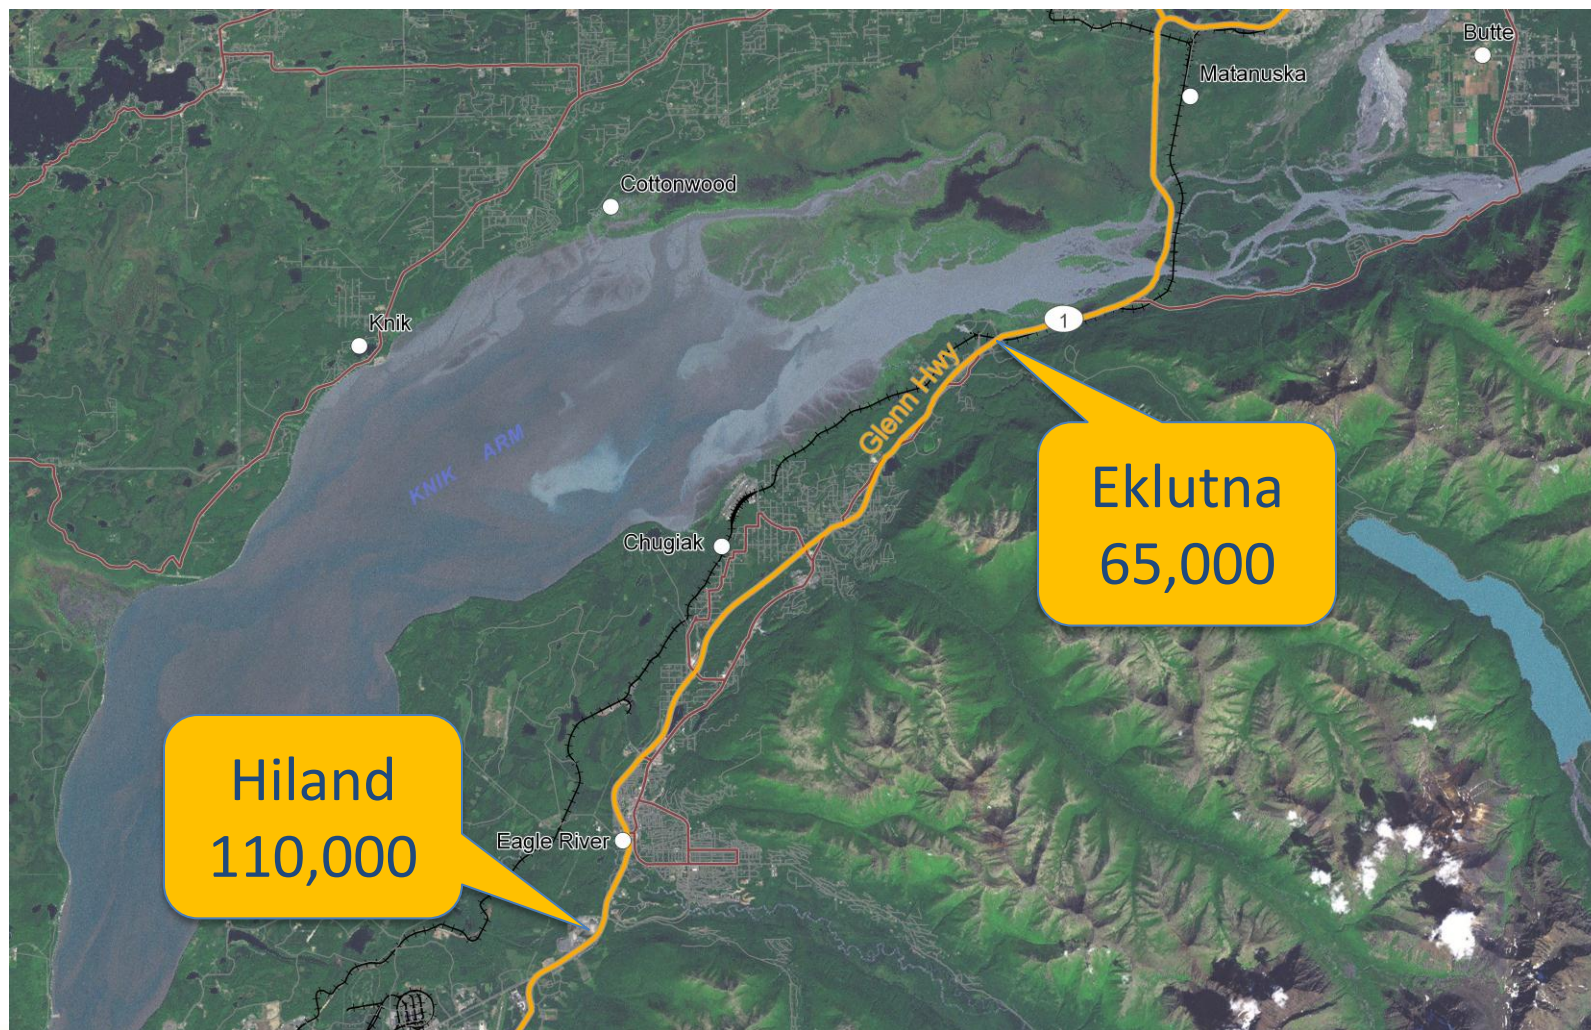 Butte
Matanuska
Cottonwood
1
Knik
Glenn Hwy
KNIK ARM
Eklutna
65,000
Chugiak
Hiland
110,000
Eagle River